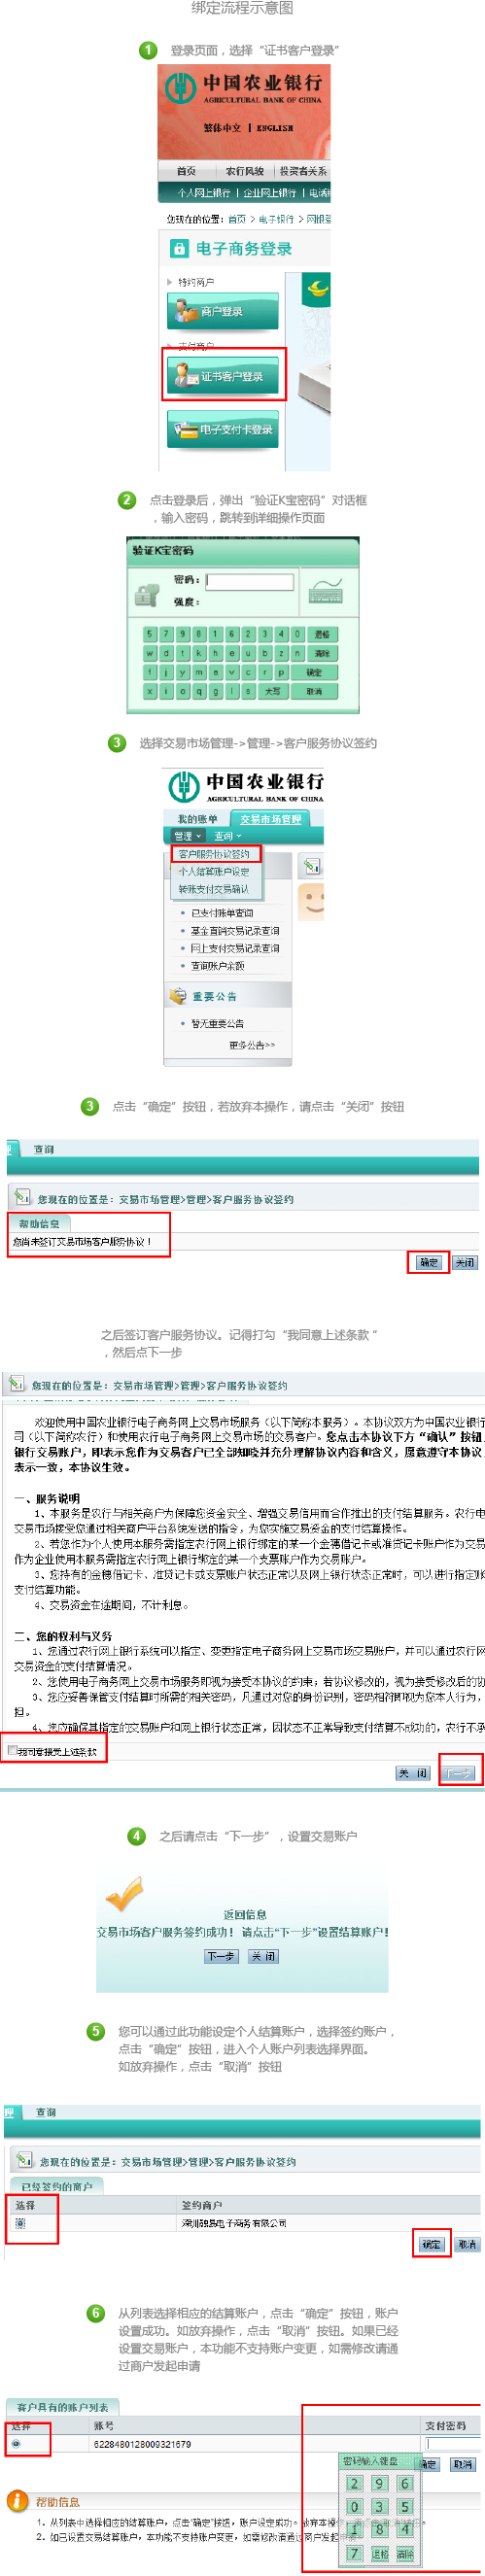 绑定流程示意图
1 登录页面，选择“证书客户登录”
中国农业银行
AGRICULTURAL BANK OF CHINA
繁体中文 | ENGLISH
首页 农行风貌 投资者关系
个人网上银行 | 企业网上银行 | 电话
您现在的位置：首页 > 电子银行 > 网银
电子商务登录
特约商户
商户登录
支付商户
证书客户登录
电子支付卡登录
2 点击登录后，弹出“验证K宝密码”对话框
，输入密码，跳转到详细操作页面
验证K宝密码
密码：
强度：
5 7 9 8 1 6 2 3 4 0 退格
w d t k h e u b z n 清除
f j y m a v c r p 确定
x i o q g l s 大写 取消
3 选择交易市场管理->管理->客户服务协议签约
中国农业银行
AGRICULTURAL BANK OF CHINA
我的账单 交易市场管理
管理 查询
客户服务协议签约
个人结算账户设定
转账支付交易确认
已支付账单查询
基金直销交易记录查询
网上支付交易记录查询
查询账户余额
重要公告
暂无重要公告
更多公告>>
3 点击“确定”按钮，若放弃本操作，请点击“关闭”按钮
理 查询
您现在的位置是：交易市场管理>管理>客户服务协议签约
帮助信息
您尚未签订交易市场客户服务协议！
确定 关闭
之后签订客户服务协议。记得打勾“我同意上述条款”
，然后点下一步
您现在的位置是：交易市场管理>管理>客户服务协议签约
欢迎使用中国农业银行电子商务网上交易市场服务（以下简称本服务）。本协议双方为中国农业银行
司（以下简称农行）和使用农行电子商务网上交易市场的交易客户。您点击本协议下方“确认”按钮
银行交易账户，即表示您作为交易客户已全部知晓并充分理解协议内容和含义，愿意遵守本协议
表示一致，本协议生效。
一、服务说明
1、本服务是农行与相关商户为保障您资金安全、增强交易信用而合作推出的支付结算服务。农行电
交易市场接受您通过相关商户平台系统发送的指令，为您实施交易资金的支付结算操作。
2、若您作为个人使用本服务需指定农行网上银行绑定的某一个金穗借记卡或准贷记卡账户作为交易
作为企业使用本服务需指定农行网上银行绑定的某一个支票账户作为交易账户。
3、您持有的金穗借记卡、准贷记卡或支票账户状态正常以及网上银行状态正常时，可以进行指定账
支付结算功能。
4、交易资金在途期间，不计利息。
二、您的权利与义务
1、您通过农行网上银行系统可以指定、变更指定电子商务网上交易市场交易账户，并可以通过农行网
交易资金的支付结算情况。
2、您使用电子商务网上交易市场服务即视为接受本协议的约束；若协议修改的，视为接受修改后的协
3、您应妥善保管支付结算时所需的相关密码，凡通过对您的身份识别，密码相符即视为您本人行为，
担。
4、您应确保其指定的交易账户和网上银行状态正常，因状态不正常导致支付结算不成功的，农行不承
我同意接受上述条款
关 闭 下一步
4 之后请点击“下一步”，设置交易账户
返回信息
交易市场客户服务签约成功！请点击“下一步”设置结算账户！
下一步 关 闭
5 您可以通过此功能设定个人结算账户，选择签约账户，
点击“确定”按钮，进入个人账户列表选择界面。
如放弃操作，点击“取消”按钮
理 查询
您现在的位置是：交易市场管理>管理>客户服务协议签约
已经签约的商户
选择 签约商户
深圳融易电子商务有限公司
确定 取消
6 从列表选择相应的结算账户，点击“确定”按钮，账户
设置成功。如放弃操作，点击“取消”按钮。如果已经
设置交易账户，本功能不支持账户变更，如需修改请通
过商户发起申请
客户具有的账户列表
选择 账号 支付密码
6228480128009321679
确定 取消
密码输入键盘
2 9 6
0 3 5
1 8 4
7 退格 清除
帮助信息
1. 从列表中选择相应的结算账户，点击“确定”按钮，账户设定成功。放弃本操作
2. 如已设置交易结算账户，本功能不支持账户变更，如需修改请通过商户发起申请